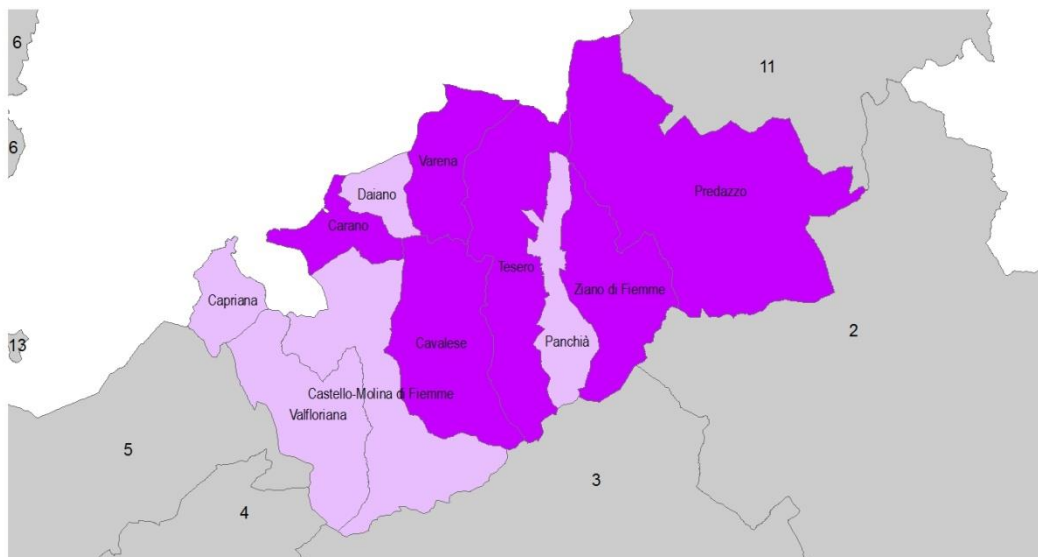 6
11
6
Varena
Daiano
Predazzo
Carano
Tesero
Capriana
Ziano di Fiemme
2
13
Cavalese
Panchià
Castello-Molina di Fiemme
Valfloriana
5
3
4